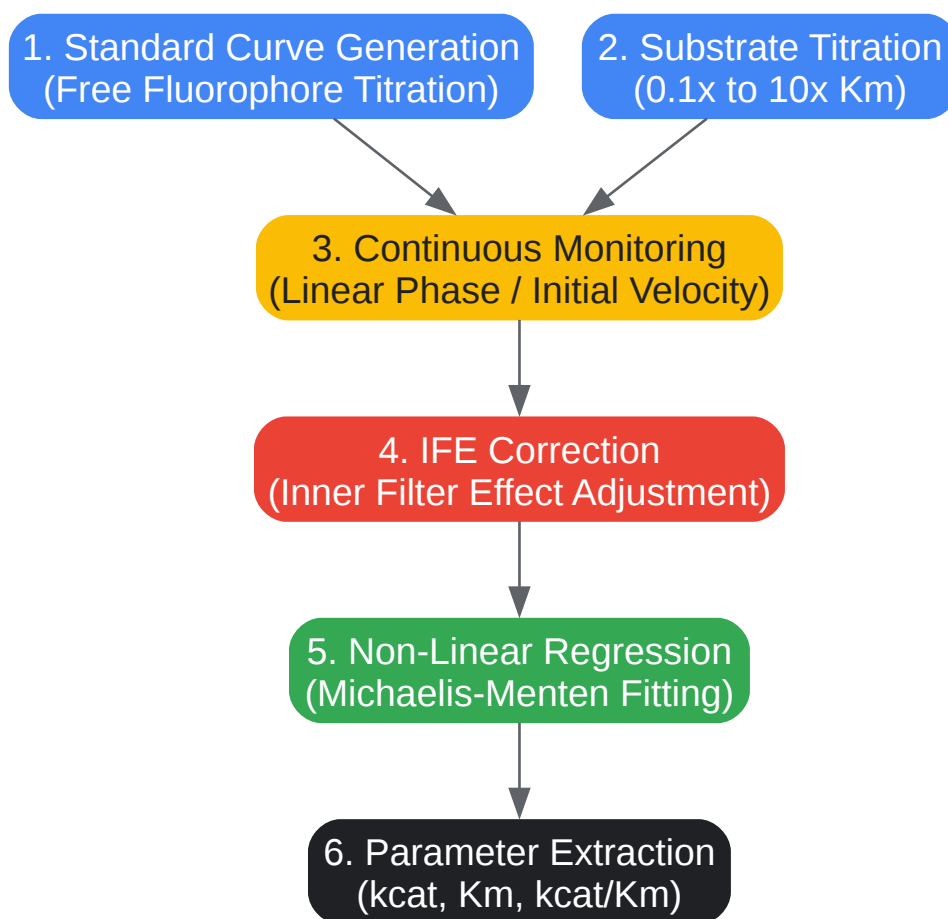 1. Standard Curve Generation
(Free Fluorophore Titration)
2. Substrate Titration
(0.1x to 10x Km)
3. Continuous Monitoring
(Linear Phase / Initial Velocity)
4. IFE Correction
(Inner Filter Effect Adjustment)
5. Non-Linear Regression
(Michaelis-Menten Fitting)
6. Parameter Extraction
(kcat, Km, kcat/Km)